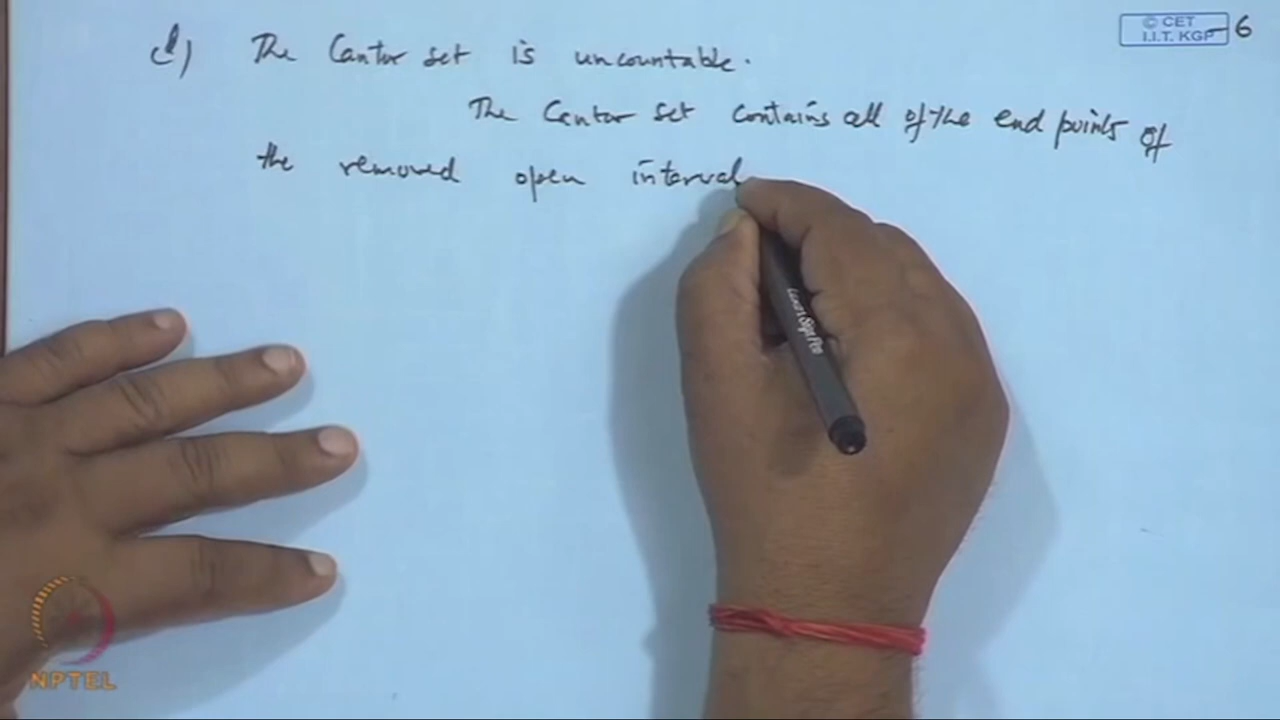 © CET
I.I.T. KGP
6
d) The Cantor set is uncountable.
The Cantor set contains all of the end points of
the removed open interval
NPTEL